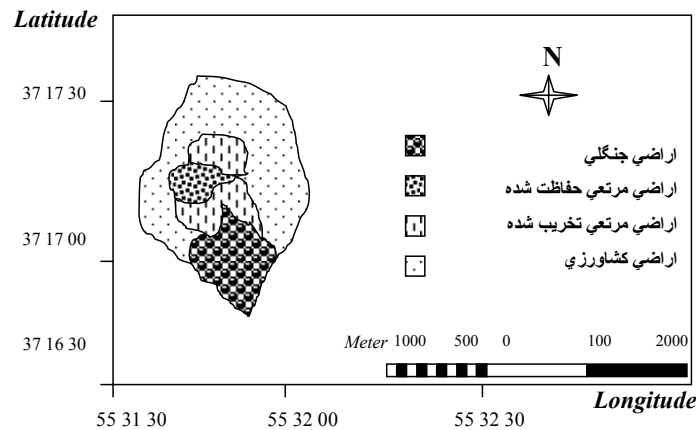 Latitude
N
37 17 30
اراضي جنگلي
اراضي مرتعي حفاظت شده
اراضي مرتعي تخريب شده
اراضي كشاورزي
37 17 00
37 16 30
Meter 1000 500 0 100 2000
Longitude
55 31 30 55 32 00 55 32 30